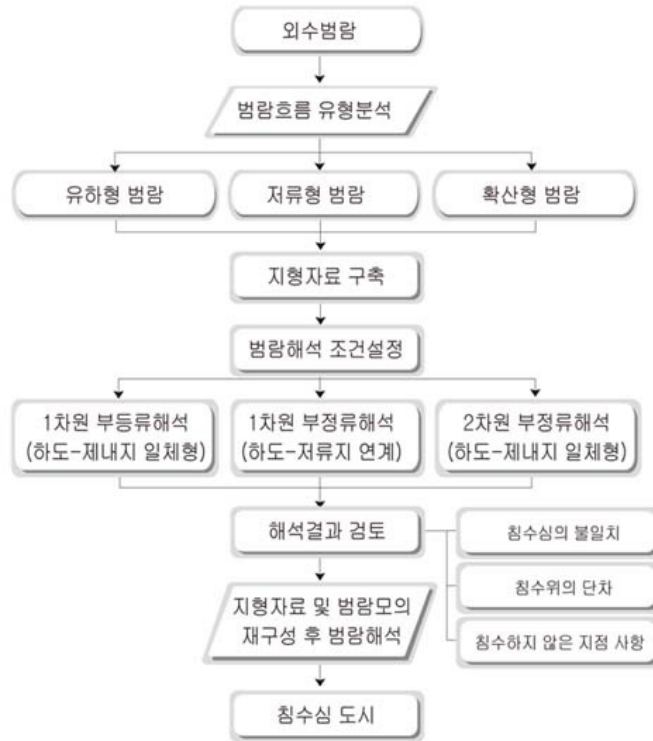 외수범람
범람흐름 유형분석
유하형 범람
저류형 범람
확산형 범람
지형자료 구축
범람해석 조건설정
1차원 부등류해석
(하도-제내지 일체형)
1차원 부정류해석
(하도-저류지 연계)
2차원 부정류해석
(하도-제내지 일체형)
해석결과 검토
침수심의 불일치
침수위의 단차
침수하지 않은 지점 사항
지형자료 및 범람모의
재구성 후 범람해석
침수심 도시